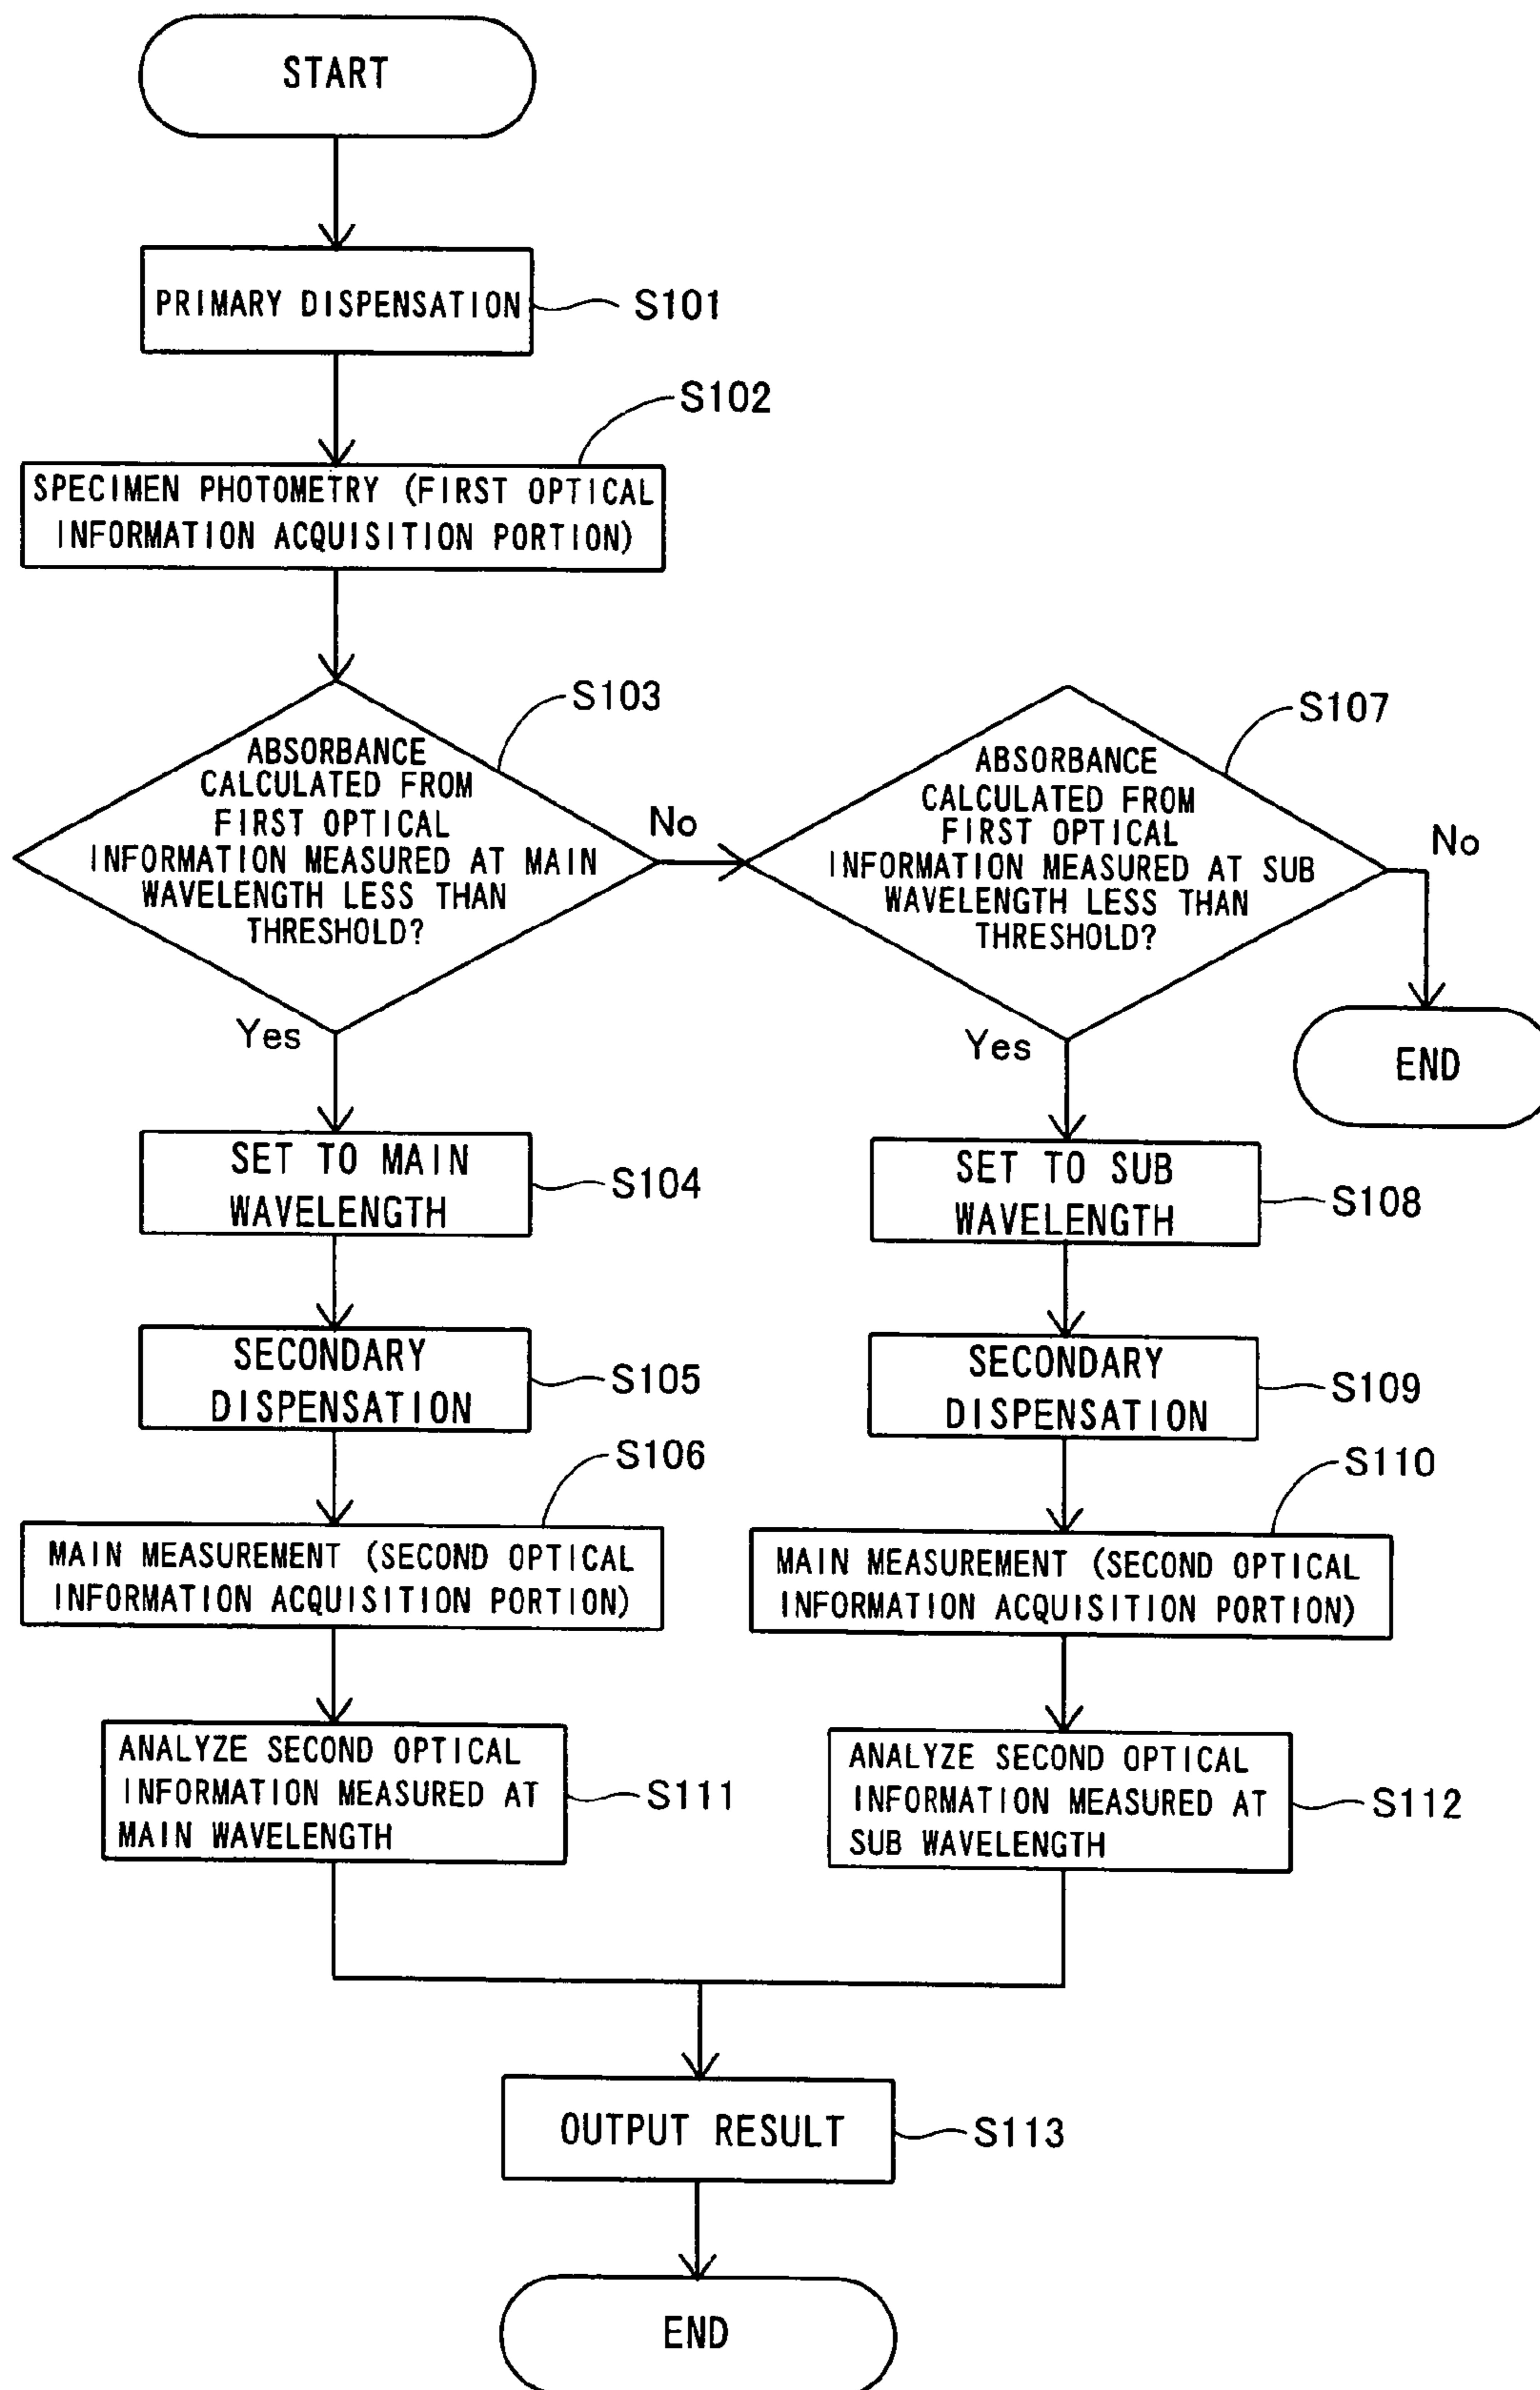 START
PRIMARY DISPENSATION
S101
S102
SPECIMEN PHOTOMETRY (FIRST OPTICAL
INFORMATION ACQUISITION PORTION)
S103
ABSORBANCE
CALCULATED FROM
FIRST OPTICAL
INFORMATION MEASURED AT MAIN
WAVELENGTH LESS THAN
THRESHOLD?
No
Yes
S107
ABSORBANCE
CALCULATED FROM
FIRST OPTICAL
INFORMATION MEASURED AT SUB
WAVELENGTH LESS THAN
THRESHOLD?
No
Yes
END
SET TO MAIN
WAVELENGTH
S104
SET TO SUB
WAVELENGTH
S108
SECONDARY
DISPENSATION
S105
SECONDARY
DISPENSATION
S109
S106
MAIN MEASUREMENT (SECOND OPTICAL
INFORMATION ACQUISITION PORTION)
S110
MAIN MEASUREMENT (SECOND OPTICAL
INFORMATION ACQUISITION PORTION)
ANALYZE SECOND OPTICAL
INFORMATION MEASURED AT
MAIN WAVELENGTH
S111
ANALYZE SECOND OPTICAL
INFORMATION MEASURED AT
SUB WAVELENGTH
S112
OUTPUT RESULT
S113
END